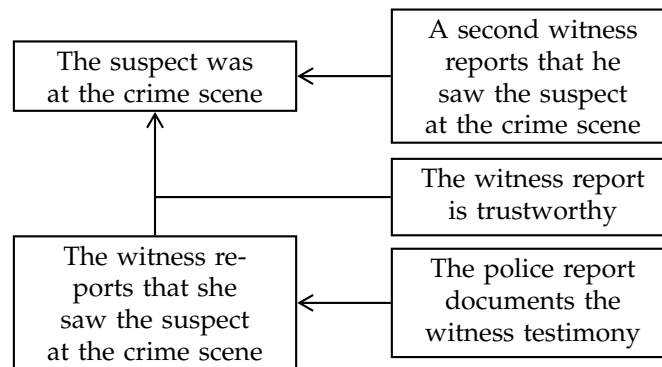 The suspect was
at the crime scene
A second witness
reports that he
saw the suspect
at the crime scene
The witness report
is trustworthy
The witness re-
ports that she
saw the suspect
at the crime scene
The police report
documents the
witness testimony